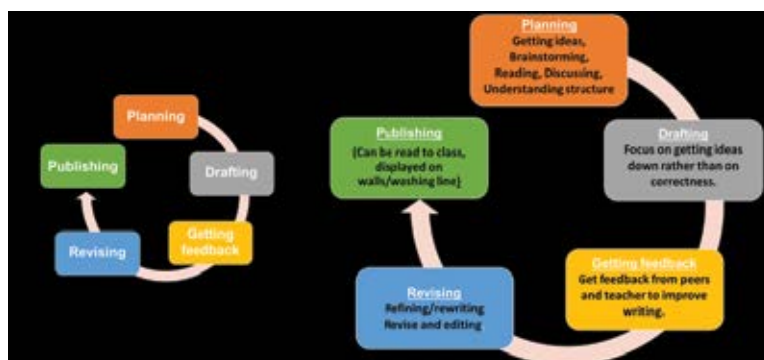 Planning
Drafting
Getting
feedback
Revising
Publishing
Planning
Getting ideas,
Brainstorming,
Reading, Discussing,
Understanding structure
Drafting
Focus on getting ideas
down rather than on
correctness.
Getting feedback
Get feedback from peers
and teacher to improve
writing.
Revising
Refining/rewriting
Revise and editing
Publishing
(Can be read to class,
displayed on
walls/washing line)